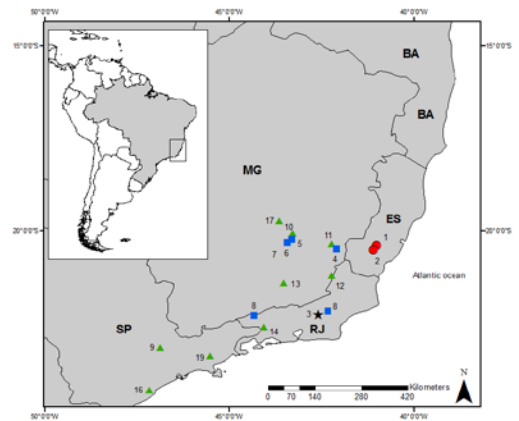 50°0'0"W 45°0'0"W 40°0'0"W
15°0'0"S 15°0'0"S
BA
BA
MG
ES
17 10
11 1
20°0'0"S 5 20°0'0"S
7 6 4 2
Atlantic ocean
13 12
8 8
3
SP 14 RJ
9
19 N
16
Kilometers
0 70 140 280 420
50°0'0"W 45°0'0"W 40°0'0"W